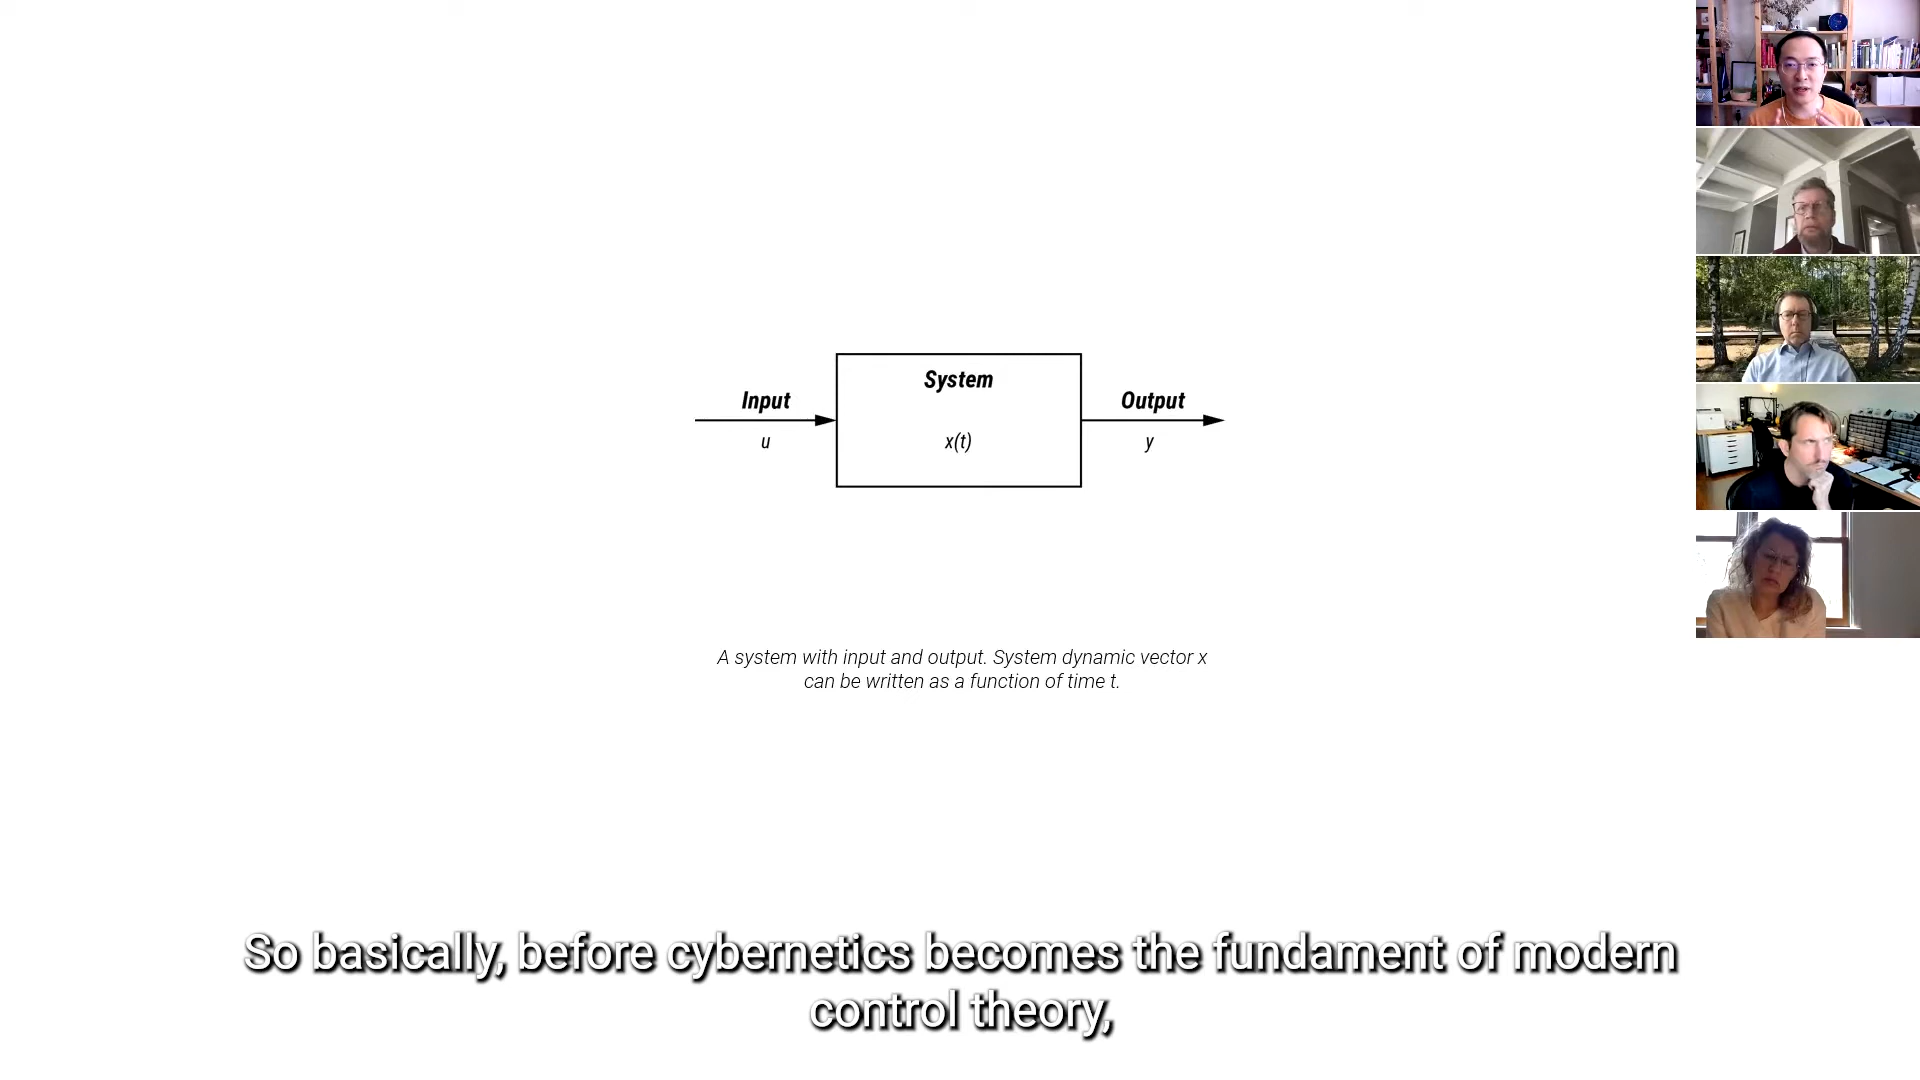 System
Input
Output
u
x(t)
y
A system with input and output. System dynamic vector x
can be written as a function of time t.
So basically, before cybernetics becomes the fundament of modern
control theory,